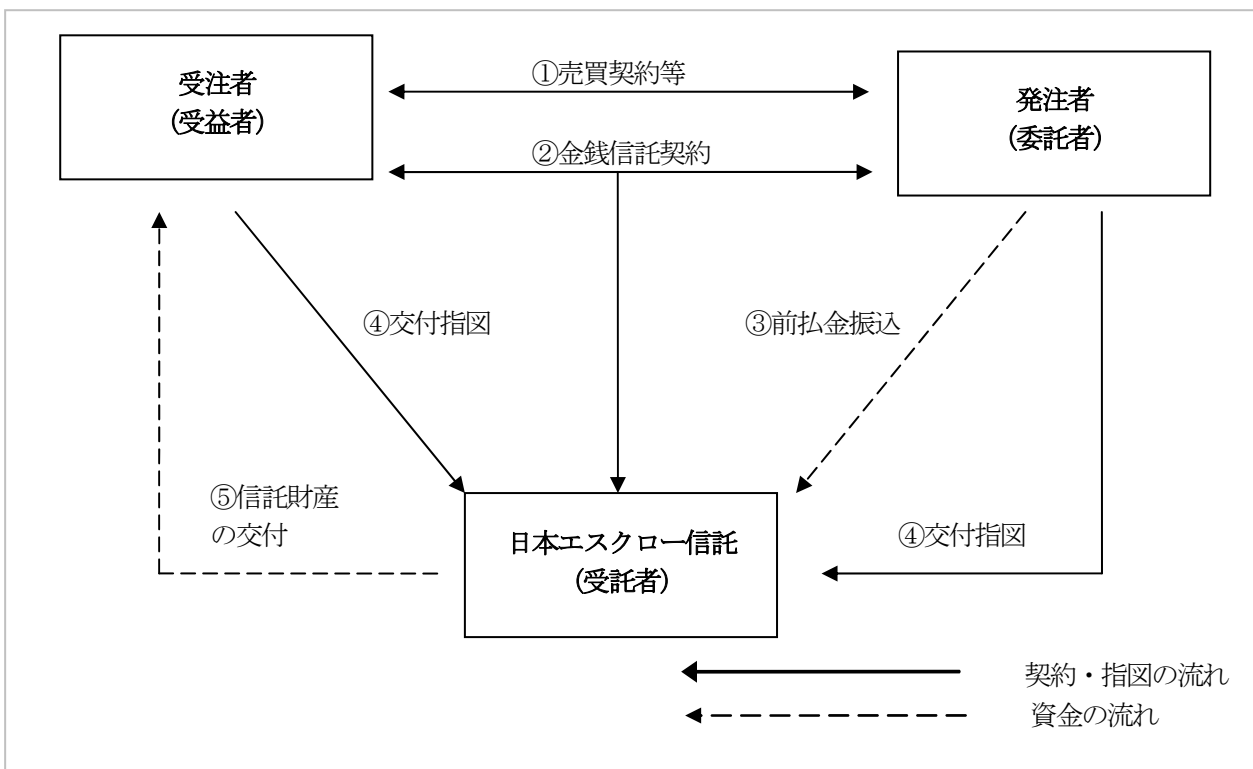 受注者
(受益者)
①売買契約等
発注者
(委託者)
②金銭信託契約
④交付指図
③前払金振込
⑤信託財産
の交付
日本エスクロー信託
(受託者)
④交付指図
契約・指図の流れ
資金の流れ